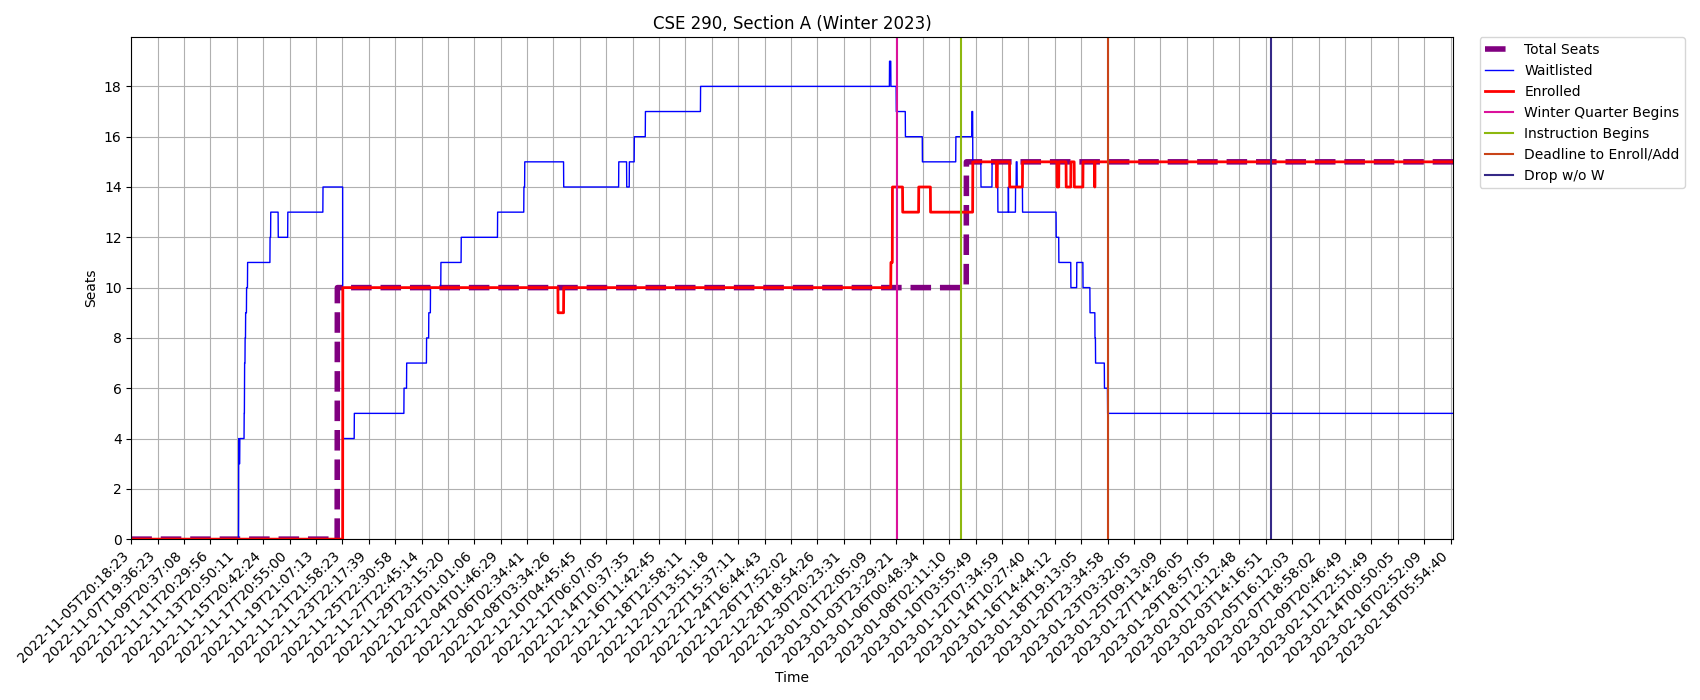 CSE 290, Section A (Winter 2023)
Seats
18
16
14
12
10
8
6
4
2
0
2022-11-05T20:18:23
2022-11-07T19:36:23
2022-11-09T20:37:08
2022-11-11T20:29:56
2022-11-13T20:50:11
2022-11-15T20:42:24
2022-11-17T20:55:00
2022-11-19T21:07:13
2022-11-21T21:58:23
2022-11-23T22:17:39
2022-11-25T22:30:58
2022-11-27T22:45:14
2022-11-29T23:15:20
2022-12-02T01:01:06
2022-12-04T01:46:29
2022-12-06T02:34:41
2022-12-08T03:34:26
2022-12-10T04:45:45
2022-12-12T06:07:05
2022-12-14T10:37:35
2022-12-16T11:42:45
2022-12-18T12:58:11
2022-12-20T13:51:18
2022-12-22T15:37:11
2022-12-24T16:44:43
2022-12-26T17:52:02
2022-12-28T18:54:26
2022-12-30T20:23:31
2023-01-01T22:05:09
2023-01-03T23:29:21
2023-01-06T00:48:34
2023-01-08T02:11:10
2023-01-10T03:55:49
2023-01-12T07:34:59
2023-01-14T10:27:40
2023-01-16T14:44:12
2023-01-18T19:13:05
2023-01-20T23:34:58
2023-01-23T03:32:05
2023-01-25T09:13:09
2023-01-27T14:26:05
2023-01-29T18:57:05
2023-02-01T12:12:48
2023-02-03T14:16:51
2023-02-05T16:12:03
2023-02-07T18:58:02
2023-02-09T20:46:49
2023-02-11T22:51:49
2023-02-14T00:50:05
2023-02-16T02:52:09
2023-02-18T05:54:40
Time
Total Seats
Waitlisted
Enrolled
Winter Quarter Begins
Instruction Begins
Deadline to Enroll/Add
Drop w/o W